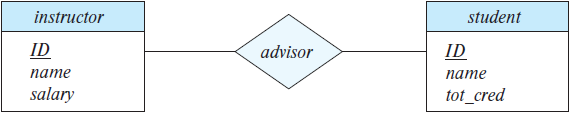 instructor
ID
name
salary
advisor
student
ID
name
tot_cred